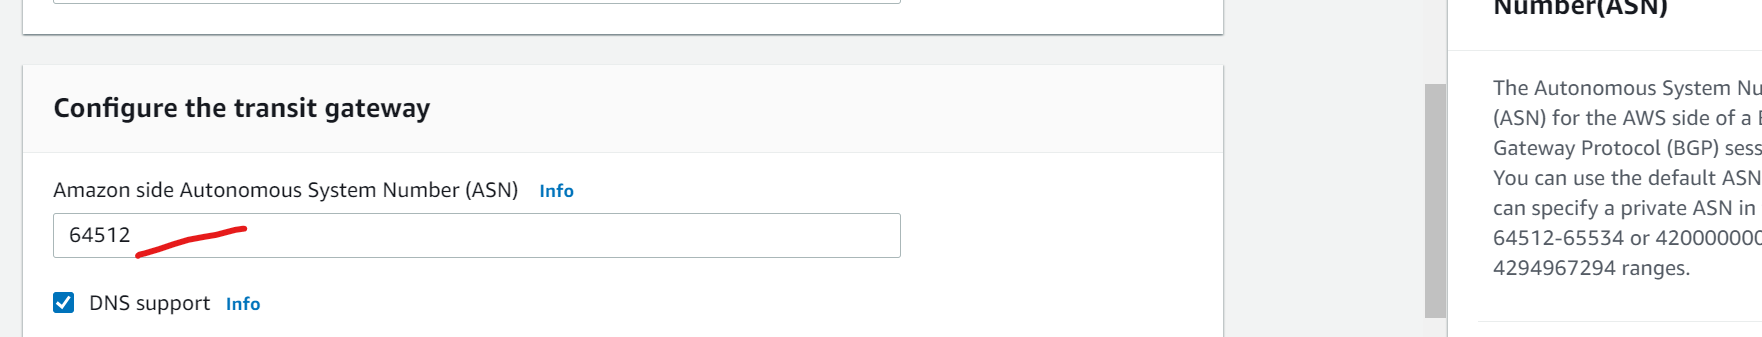 Configure the transit gateway
Amazon side Autonomous System Number (ASN) Info
64512
DNS support Info
Number(ASN)
The Autonomous System Nu
(ASN) for the AWS side of a
Gateway Protocol (BGP) sess
You can use the default ASN
can specify a private ASN in
64512-65534 or 420000000
4294967294 ranges.